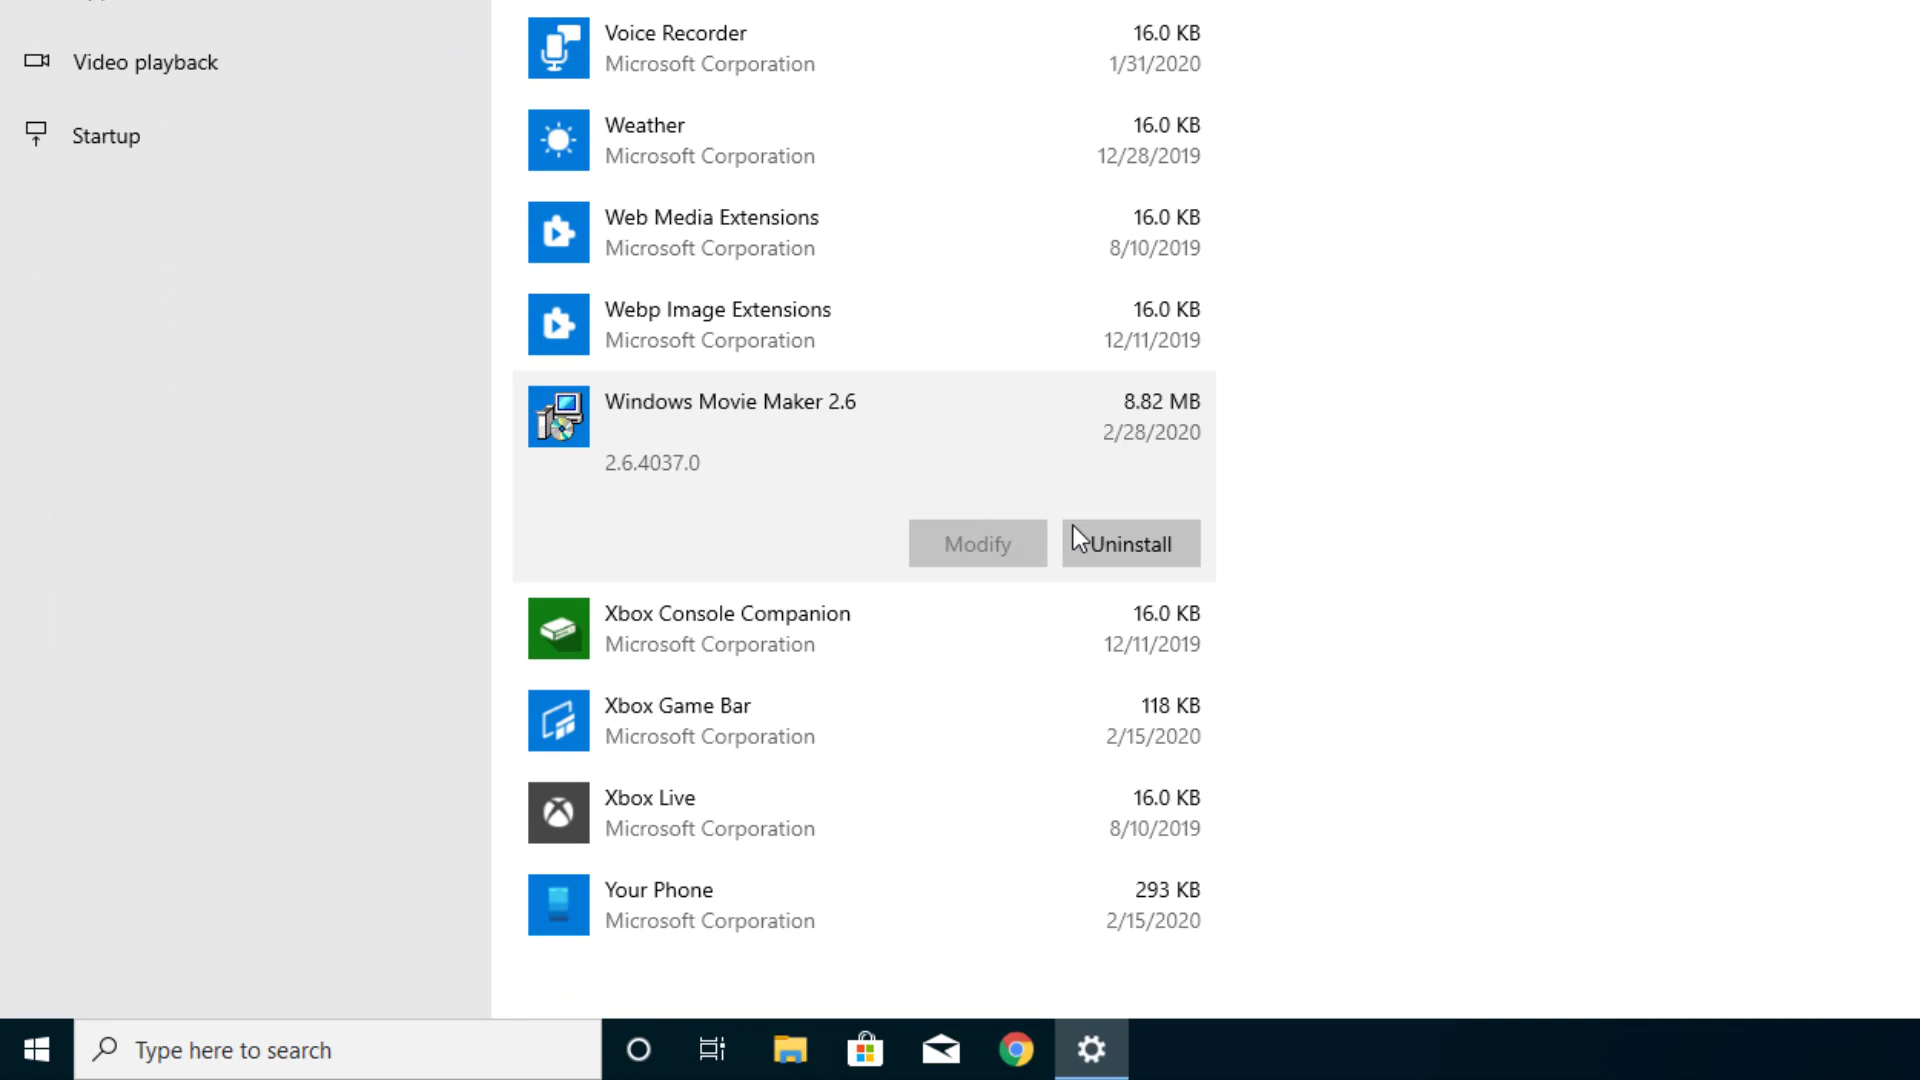 Video playback
Startup
Voice Recorder 16.0 KB
Microsoft Corporation 1/31/2020
Weather 16.0 KB
Microsoft Corporation 12/28/2019
Web Media Extensions 16.0 KB
Microsoft Corporation 8/10/2019
Webp Image Extensions 16.0 KB
Microsoft Corporation 12/11/2019
Windows Movie Maker 2.6 8.82 MB
2/28/2020
2.6.4037.0
Modify Uninstall
Xbox Console Companion 16.0 KB
Microsoft Corporation 12/11/2019
Xbox Game Bar 118 KB
Microsoft Corporation 2/15/2020
Xbox Live 16.0 KB
Microsoft Corporation 8/10/2019
Your Phone 293 KB
Microsoft Corporation 2/15/2020
Type here to search